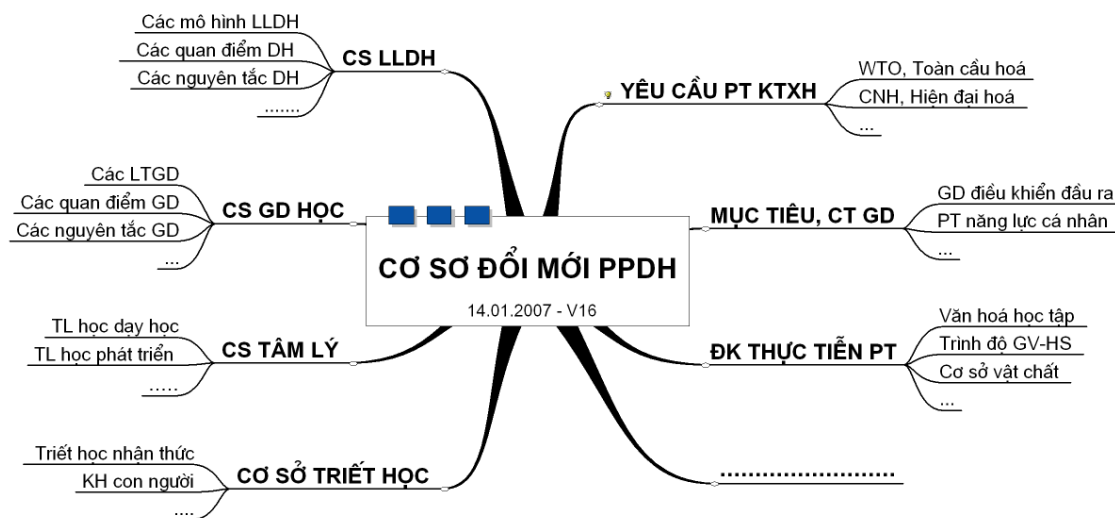 Các mô hình LLDH
Các quan điểm DH
Các nguyên tắc DH
.......
CS LLDH
Các LTGD
Các quan điểm GD
Các nguyên tắc GD
...
CS GD HỌC
TL học dạy học
TL học phát triển
.....
CS TÂM LÝ
Triết học nhận thức
KH con người
....
CƠ SỞ TRIẾT HỌC
CƠ SƠ ĐỔI MỚI PPDH
14.01.2007 - V16
YÊU CẦU PT KTXH
WTO, Toàn cầu hoá
CNH, Hiện đại hoá
...
MỤC TIÊU, CT GD
GD điều khiển đầu ra
PT năng lực cá nhân
...
ĐK THỰC TIỄN PT
Văn hoá học tập
Trình độ GV-HS
Cơ sở vật chất
...
........................